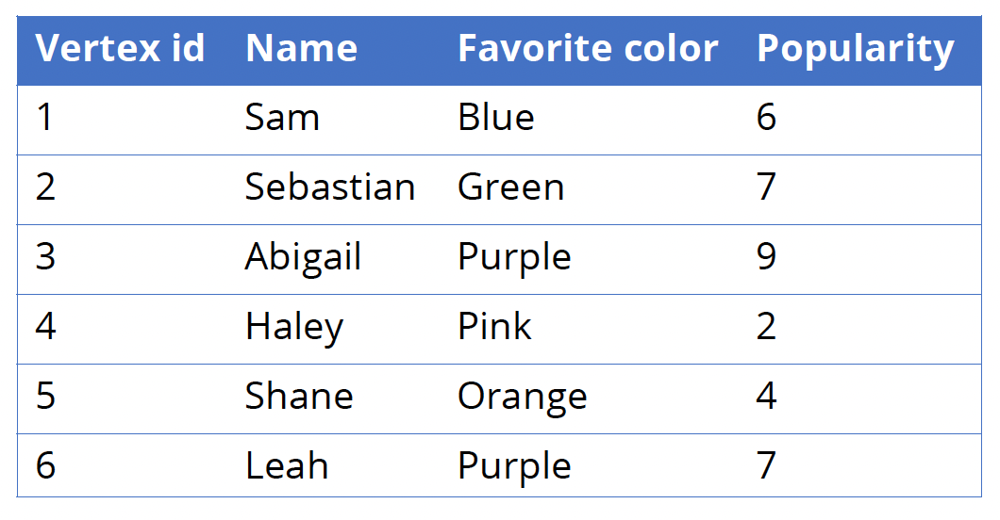 Vertex id Name Favorite color Popularity
1 Sam Blue 6
2 Sebastian Green 7
3 Abigail Purple 9
4 Haley Pink 2
5 Shane Orange 4
6 Leah Purple 7